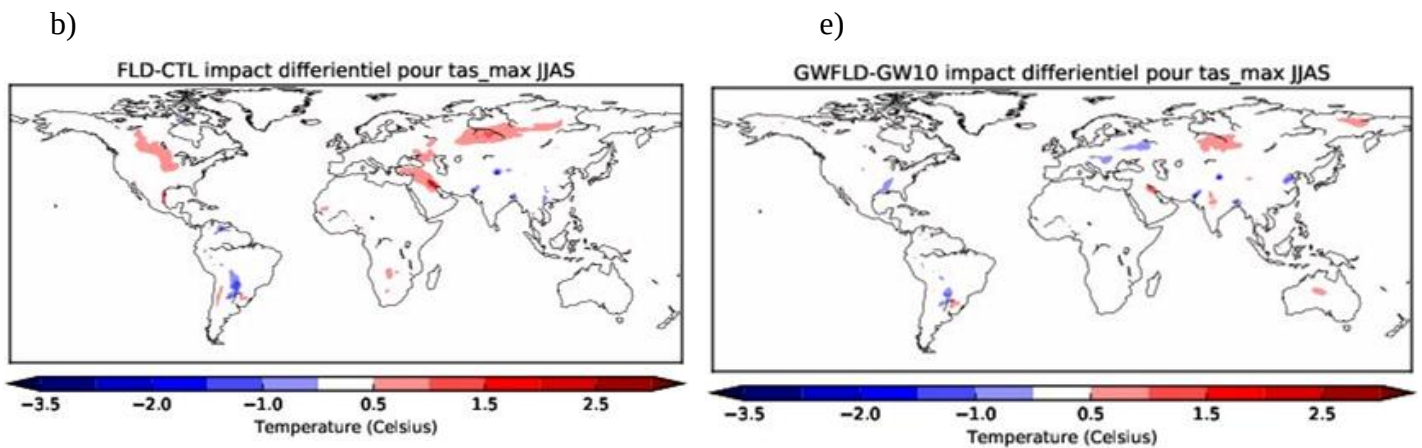 b)
e)
FLD-CTL impact differientiel pour tas_max JJAS
GWFLD-GW10 impact differientiel pour tas_max JJAS
−3.5 −2.0 −1.0 0.5 1.5 2.5
−3.5 −2.0 −1.0 0.5 1.5 2.5
Temperature (Celsius)
Temperature (Celsius)